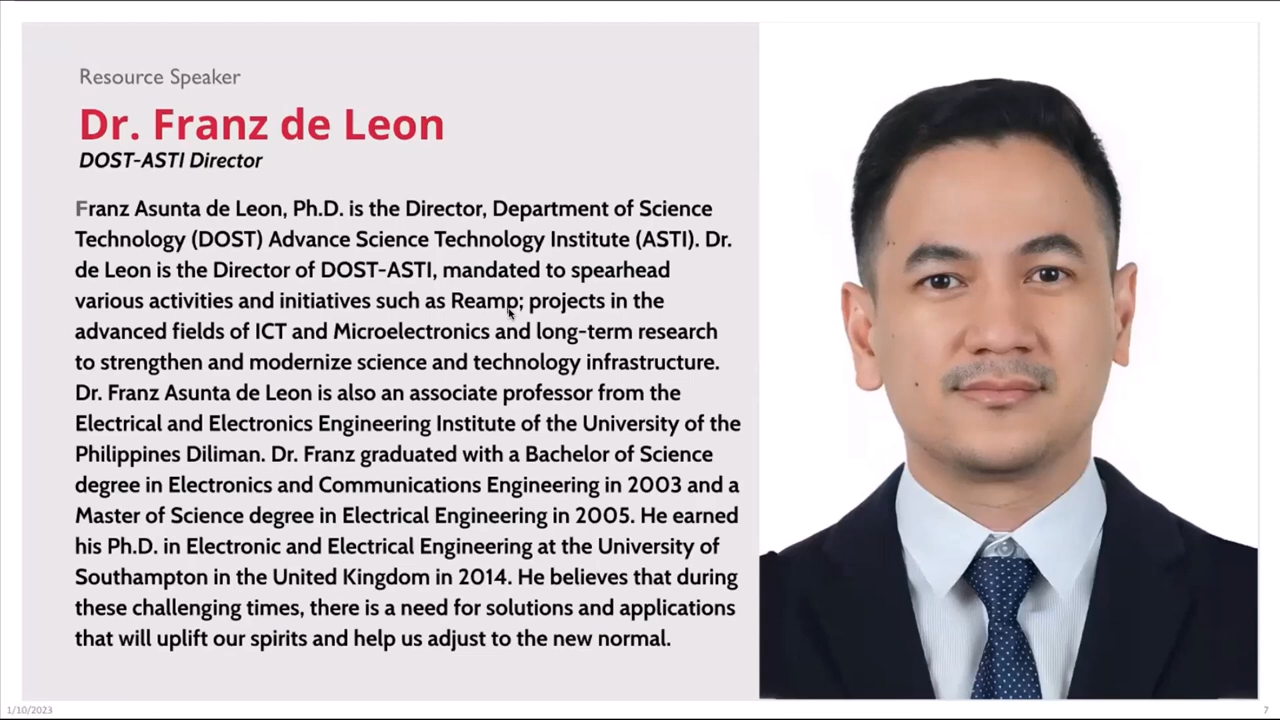 Resource Speaker
Dr. Franz de Leon
DOST-ASTI Director
Franz Asunta de Leon, Ph.D. is the Director, Department of Science
Technology (DOST) Advance Science Technology Institute (ASTI). Dr.
de Leon is the Director of DOST-ASTI, mandated to spearhead
various activities and initiatives such as Reamp; projects in the
advanced fields of ICT and Microelectronics and long-term research
to strengthen and modernize science and technology infrastructure.
Dr. Franz Asunta de Leon is also an associate professor from the
Electrical and Electronics Engineering Institute of the University of the
Philippines Diliman. Dr. Franz graduated with a Bachelor of Science
degree in Electronics and Communications Engineering in 2003 and a
Master of Science degree in Electrical Engineering in 2005. He earned
his Ph.D. in Electronic and Electrical Engineering at the University of
Southampton in the United Kingdom in 2014. He believes that during
these challenging times, there is a need for solutions and applications
that will uplift our spirits and help us adjust to the new normal.
1/10/2023
7